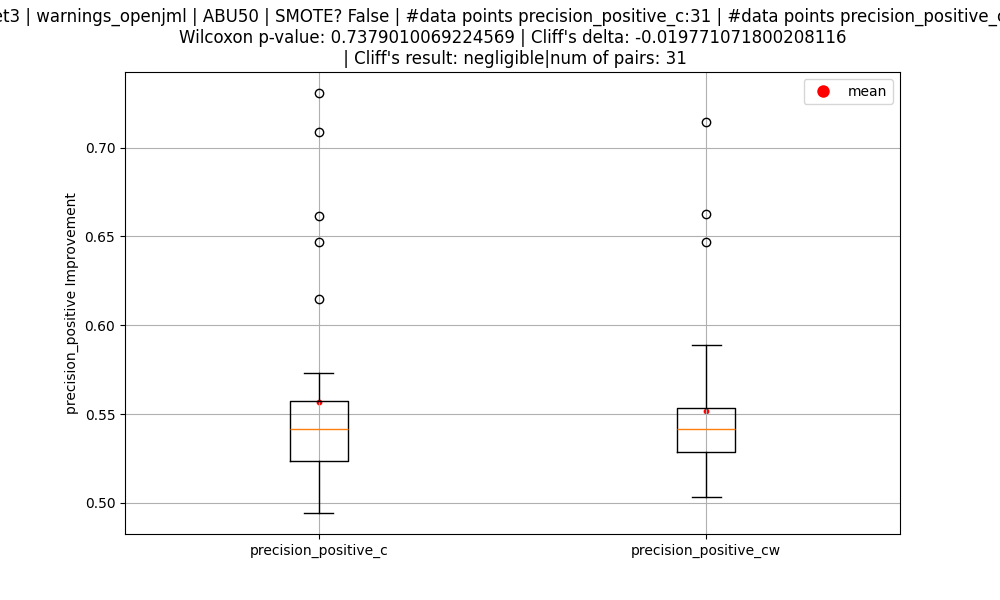 et3 | warnings_openjml | ABU50 | SMOTE? False | #data points precision_positive_c:31 | #data points precision_positive_c
Wilcoxon p-value: 0.7379010069224569 | Cliff's delta: -0.019771071800208116
| Cliff's result: negligible|num of pairs: 31
mean
0.70
0.65
0.60
0.55
0.50
precision_positive Improvement
precision_positive_c
precision_positive_cw